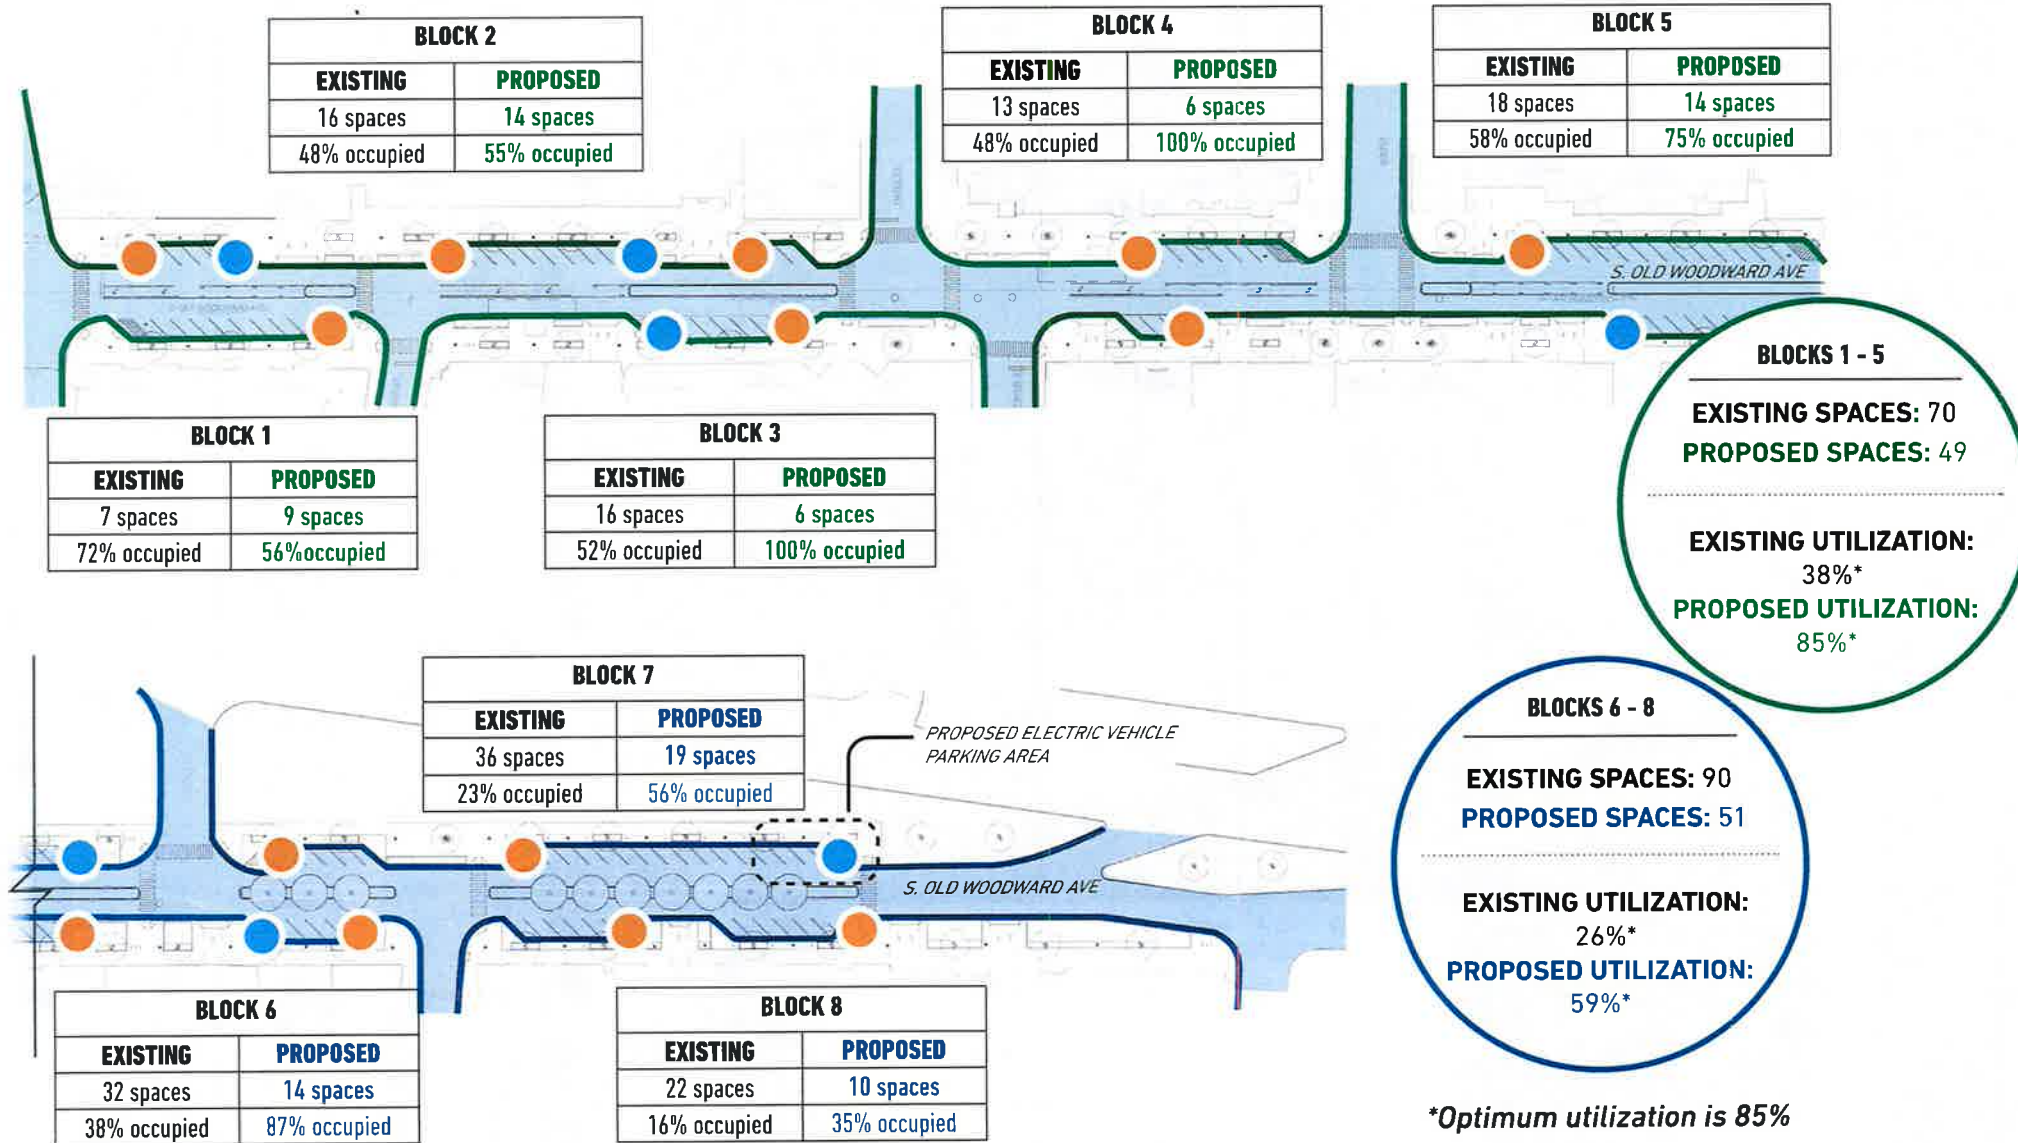 BLOCK 2
EXISTING PROPOSED
16 spaces 14 spaces
48% occupied 55% occupied
BLOCK 4
EXISTING PROPOSED
13 spaces 6 spaces
48% occupied 100% occupied
BLOCK 5
EXISTING PROPOSED
18 spaces 14 spaces
58% occupied 75% occupied
S. OLD WOODWARD AVE
BLOCK 1
EXISTING PROPOSED
7 spaces 9 spaces
72% occupied 56%occupied
BLOCK 3
EXISTING PROPOSED
16 spaces 6 spaces
52% occupied 100% occupied
BLOCKS 1 - 5
EXISTING SPACES: 70
PROPOSED SPACES: 49
EXISTING UTILIZATION:
38%*
PROPOSED UTILIZATION:
85%*
BLOCK 7
EXISTING PROPOSED
36 spaces 19 spaces
23% occupied 56% occupied
PROPOSED ELECTRIC VEHICLE
PARKING AREA
S. OLD WOODWARD AVE
BLOCK 6
EXISTING PROPOSED
32 spaces 14 spaces
38% occupied 87% occupied
BLOCK 8
EXISTING PROPOSED
22 spaces 10 spaces
16% occupied 35% occupied
BLOCKS 6 - 8
EXISTING SPACES: 90
PROPOSED SPACES: 51
EXISTING UTILIZATION:
26%*
PROPOSED UTILIZATION:
59%*
*Optimum utilization is 85%